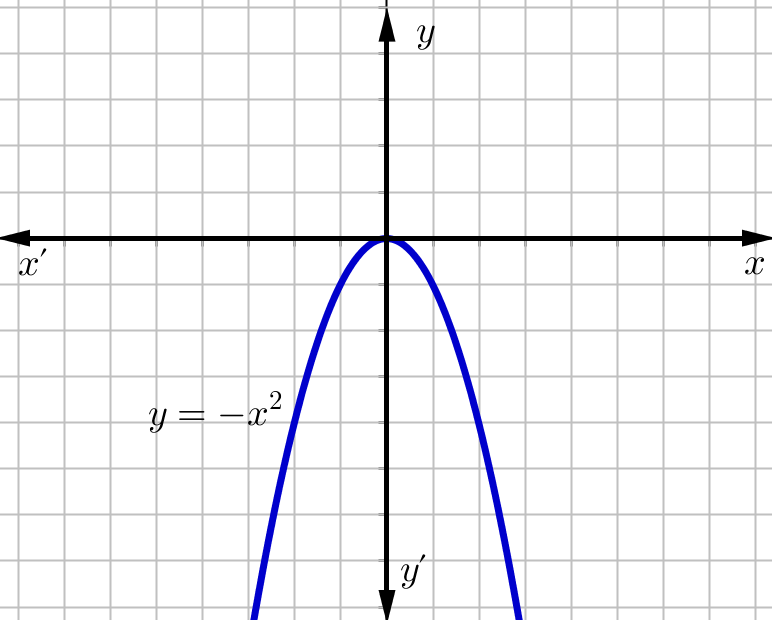 y
x′
x
y = −x²
y′